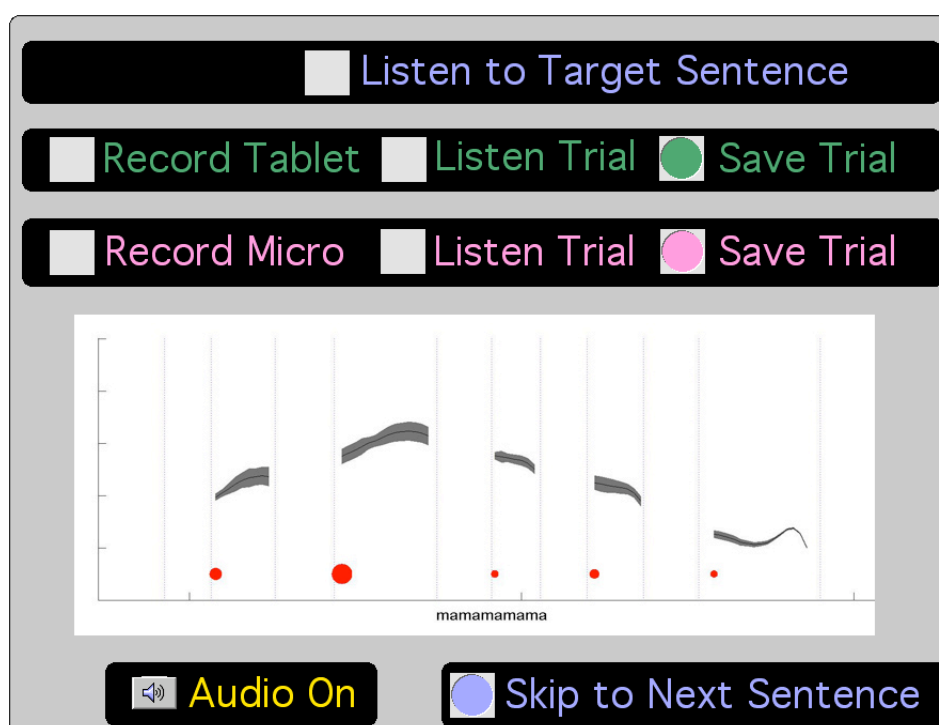 Listen to Target Sentence
Record Tablet Listen Trial Save Trial
Record Micro Listen Trial Save Trial
mamamamama
Audio On Skip to Next Sentence